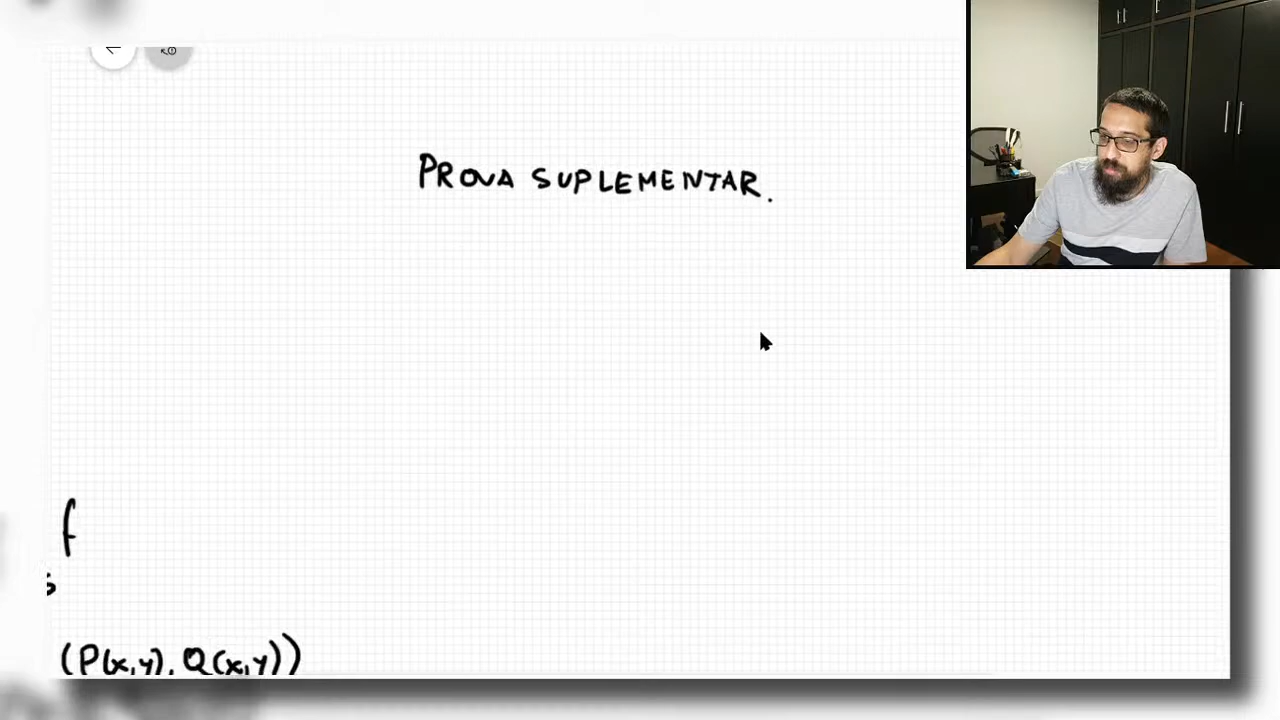 PROVA SUPLEMENTAR.
f
s
(P(x,y), Q(x,y))